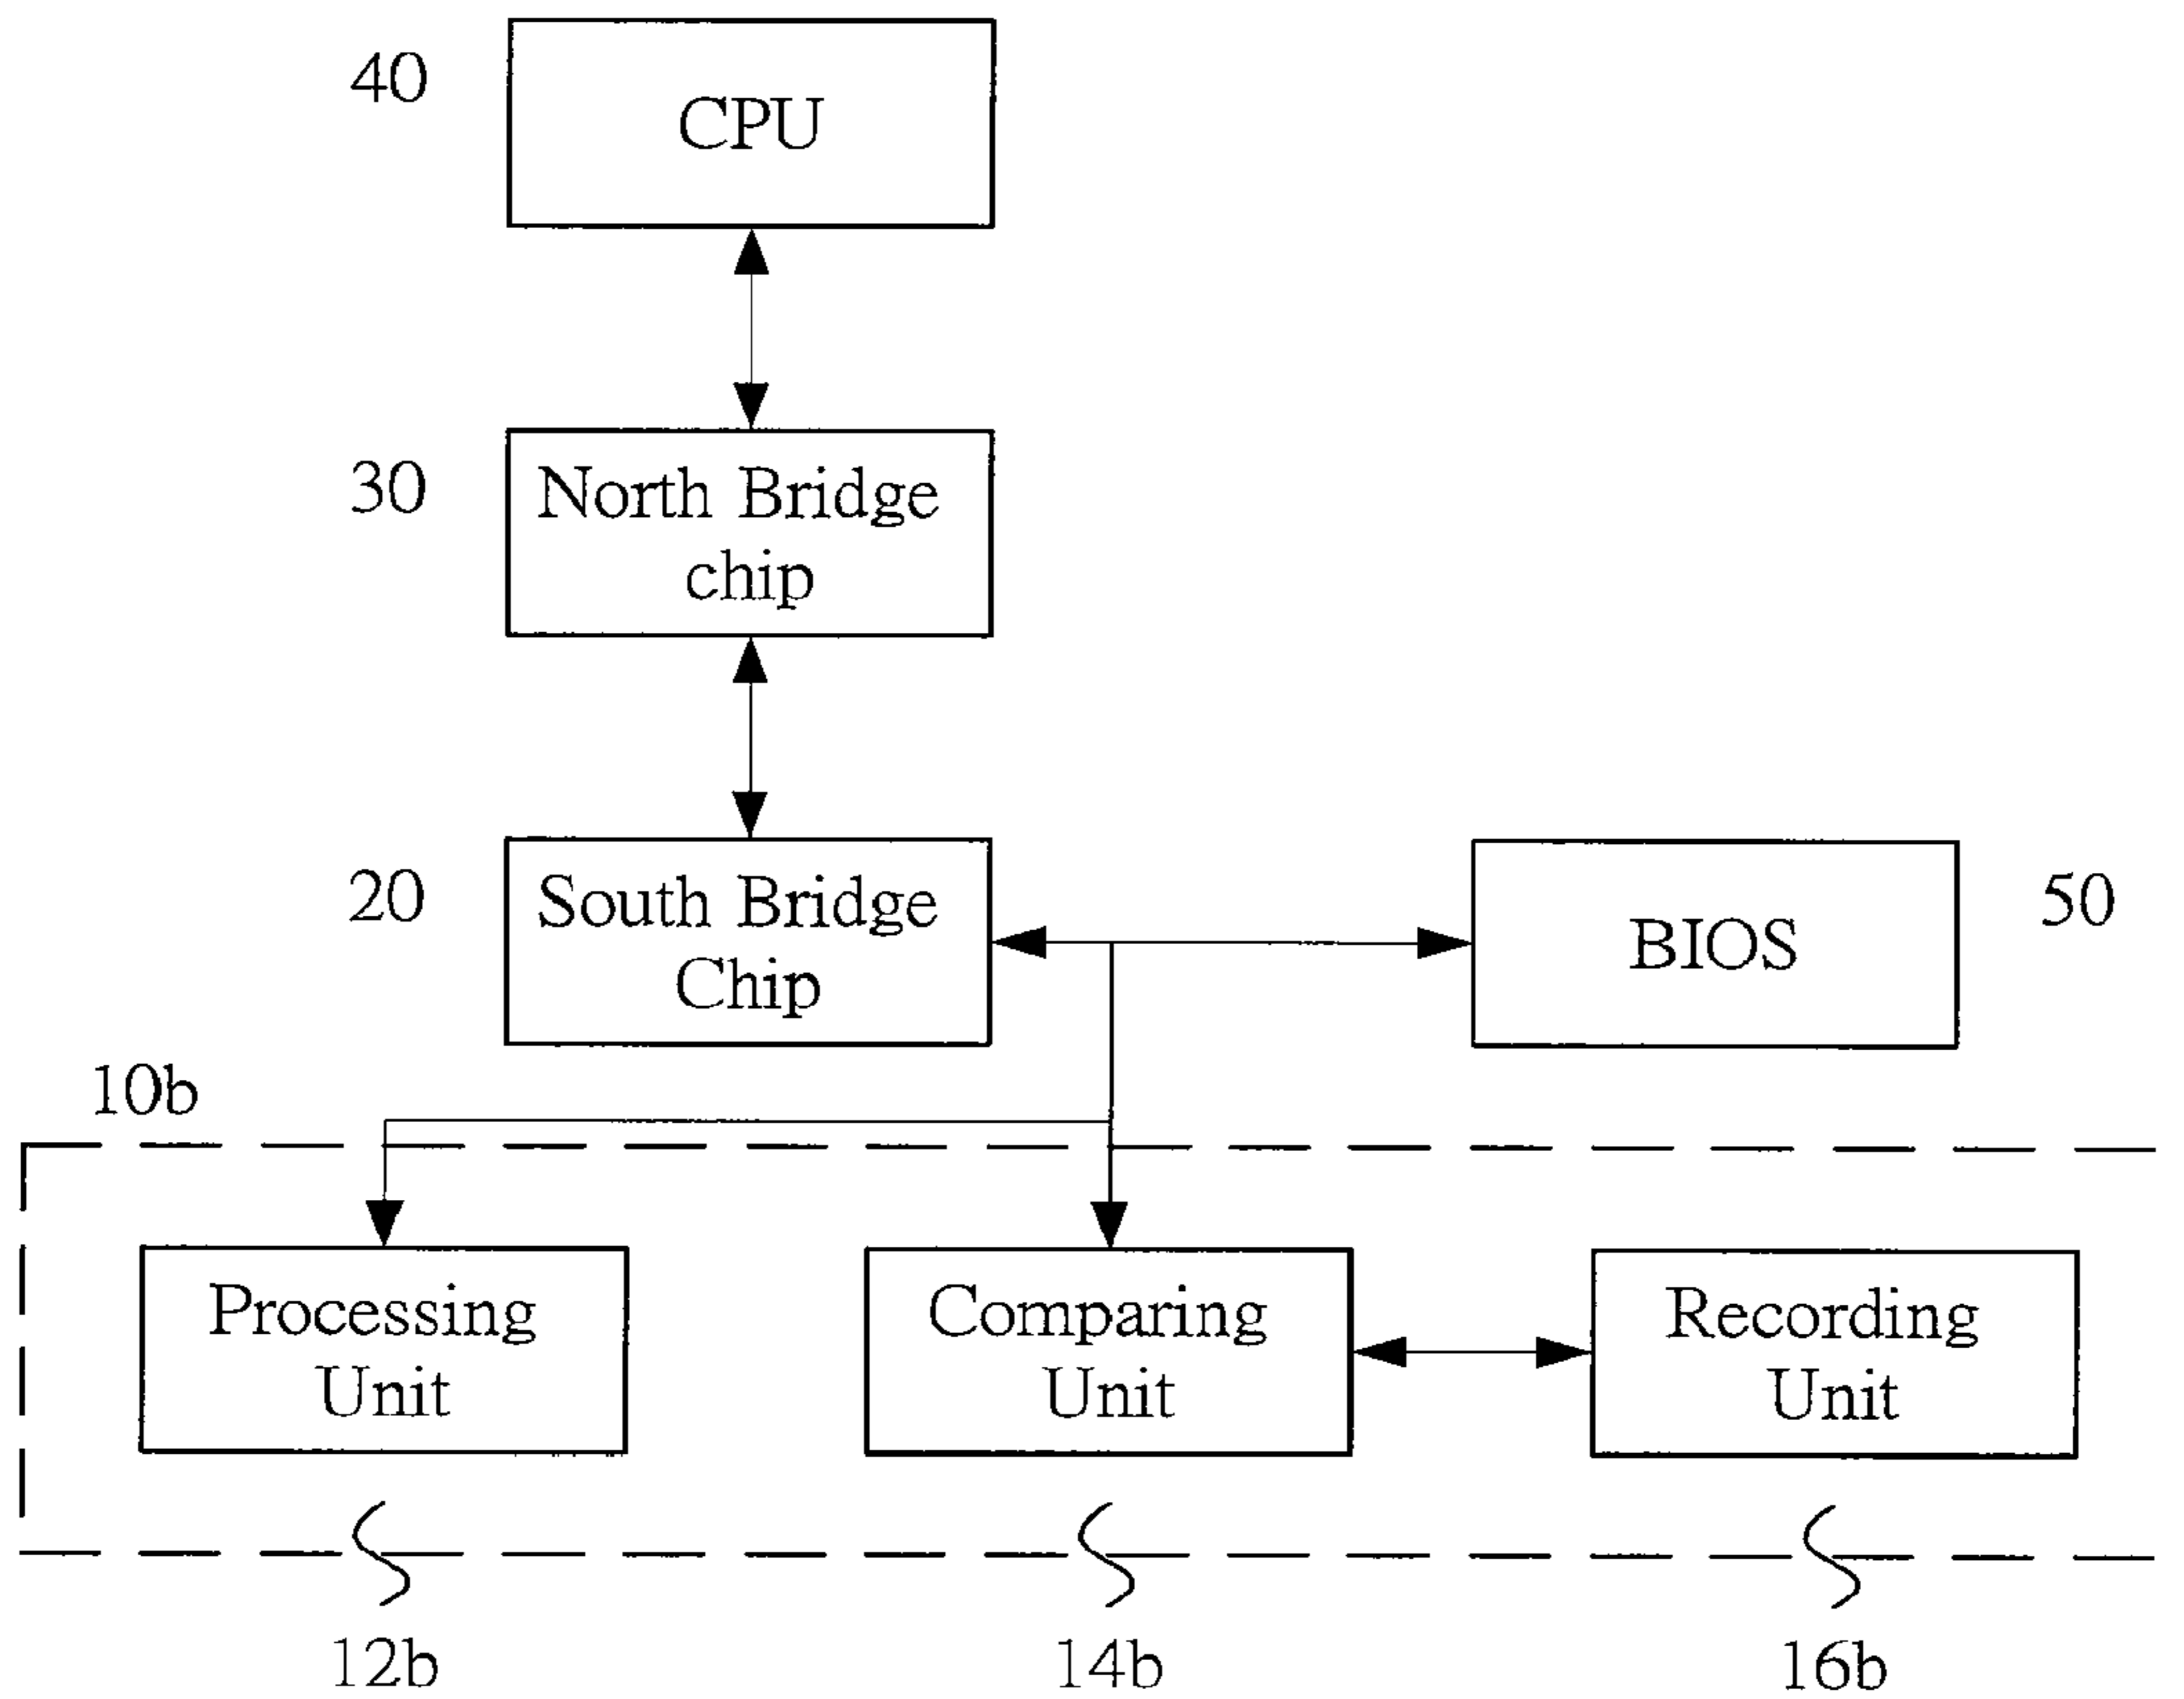 40
CPU
30
North Bridge
chip
20
South Bridge
Chip
BIOS
50
10b
Processing
Unit
Comparing
Unit
Recording
Unit
12b
14b
16b